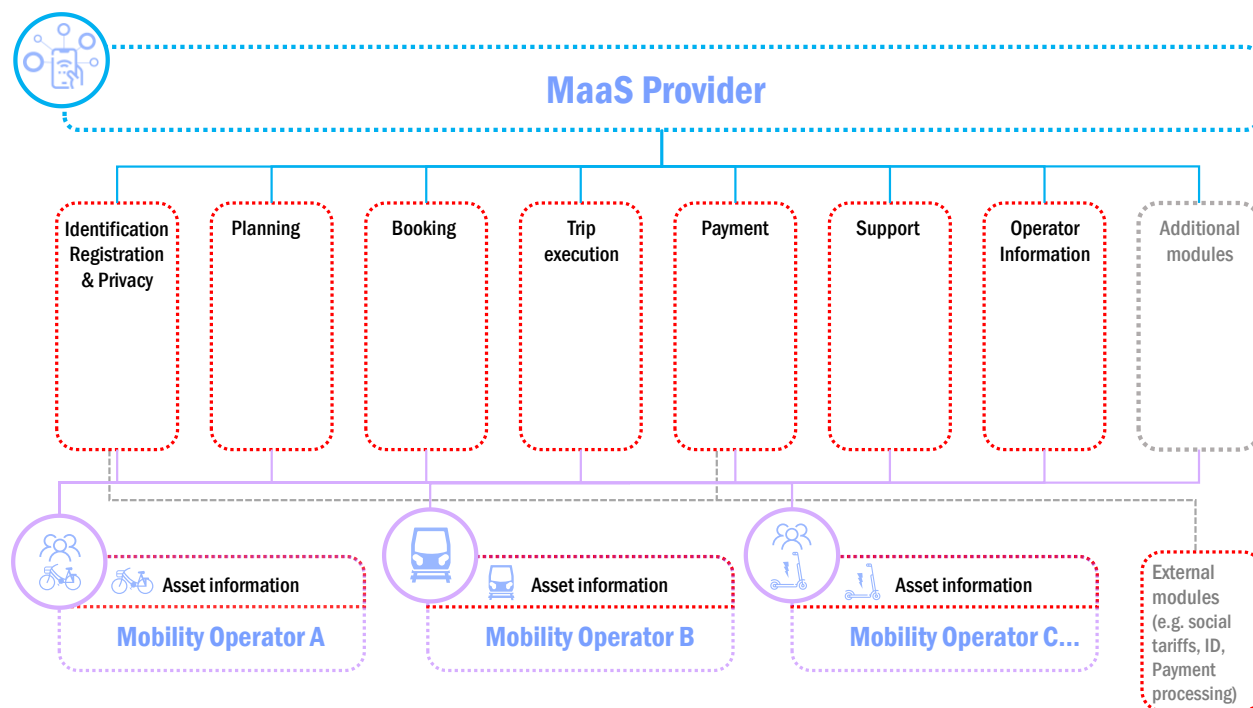 MaaS Provider
Identification
Registration
& Privacy
Planning
Booking
Trip
execution
Payment
Support
Operator
Information
Additional
modules
Asset information
Mobility Operator A
Asset information
Mobility Operator B
Asset information
Mobility Operator C...
External
modules
(e.g. social
tariffs, ID,
Payment
processing)